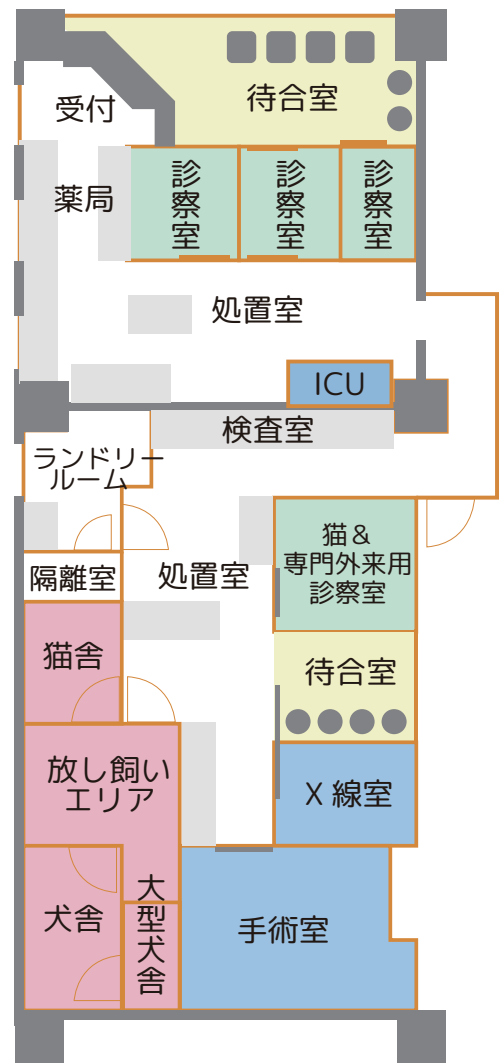 待合室
受付
診察室
診察室
診察室
薬局
処置室
ICU
検査室
ランドリー
ルーム
猫＆
専門外来用
診察室
処置室
隔離室
猫舎
待合室
放し飼い
エリア
X 線室
大型犬舎
犬舎
手術室